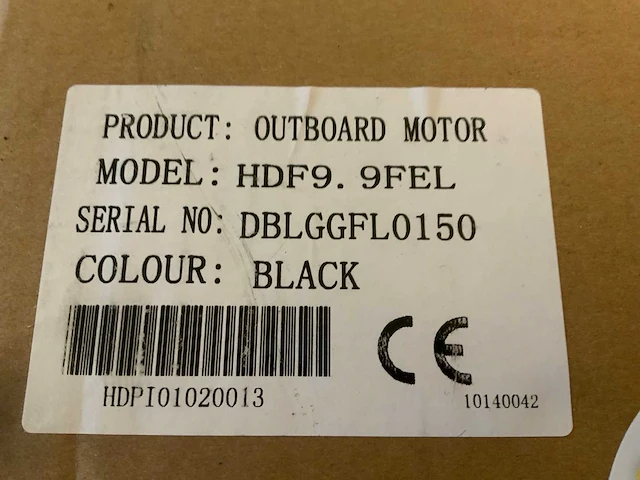 PRODUCT: OUTBOARD MOTOR
MODEL: HDF9.9FEL
SERIAL NO: DBLGGFL0150
COLOUR: BLACK
CE
HDPI01020013
10140042